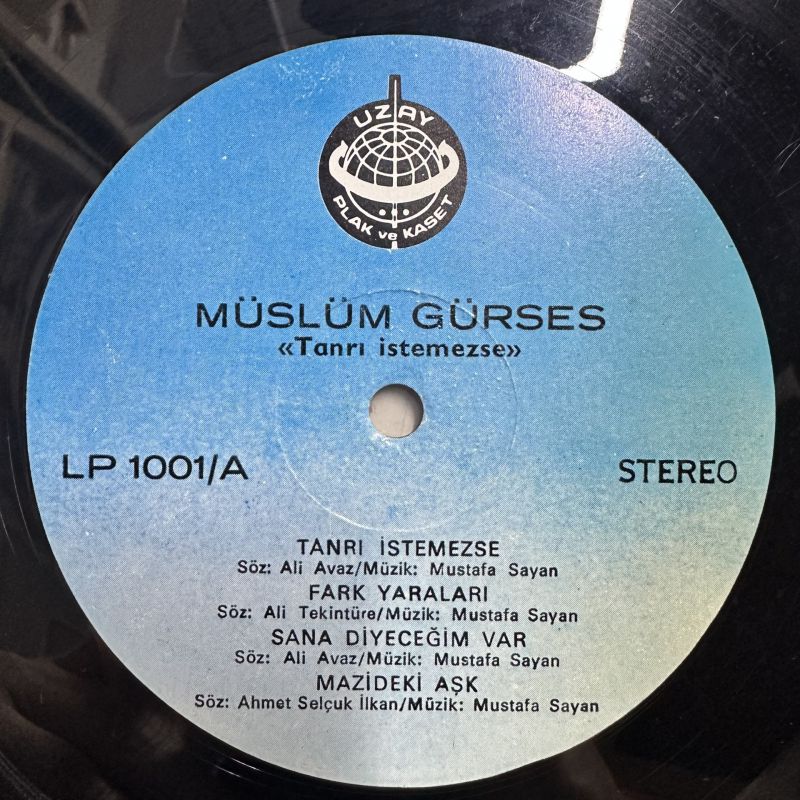 UZAY
PLAK ve KASET
MÜSLÜM GÜRSES
«Tanrı istemezse»
LP 1001/A
STEREO
TANRI İSTEMEZSE
Söz: Ali Avaz/Müzik: Mustafa Sayan
FARK YARALARI
Söz: Ali Tekintüre/Müzik: Mustafa Sayan
SANA DİYECEĞİM VAR
Söz: Ali Avaz/Müzik: Mustafa Sayan
MAZİDEKİ AŞK
Söz: Ahmet Selçuk İlkan/Müzik: Mustafa Sayan